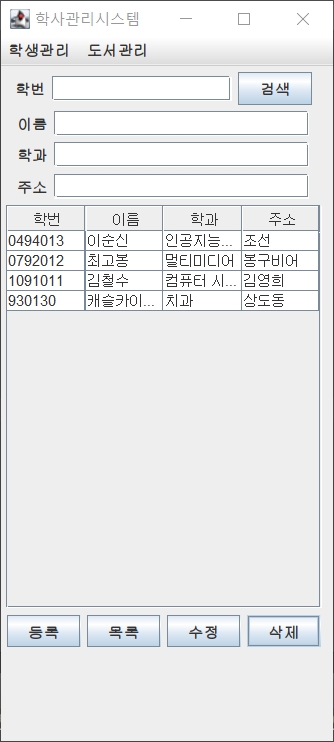 학사관리시스템
학생관리 도서관리
학번 검색
이름
학과
주소
학번 이름 학과 주소
0494013 이순신 인공지능... 조선
0792012 최고봉 멀티미디어 봉구비어
1091011 김철수 컴퓨터 시... 김영희
930130 캐슬카이... 치과 상도동
등록 목록 수정 삭제